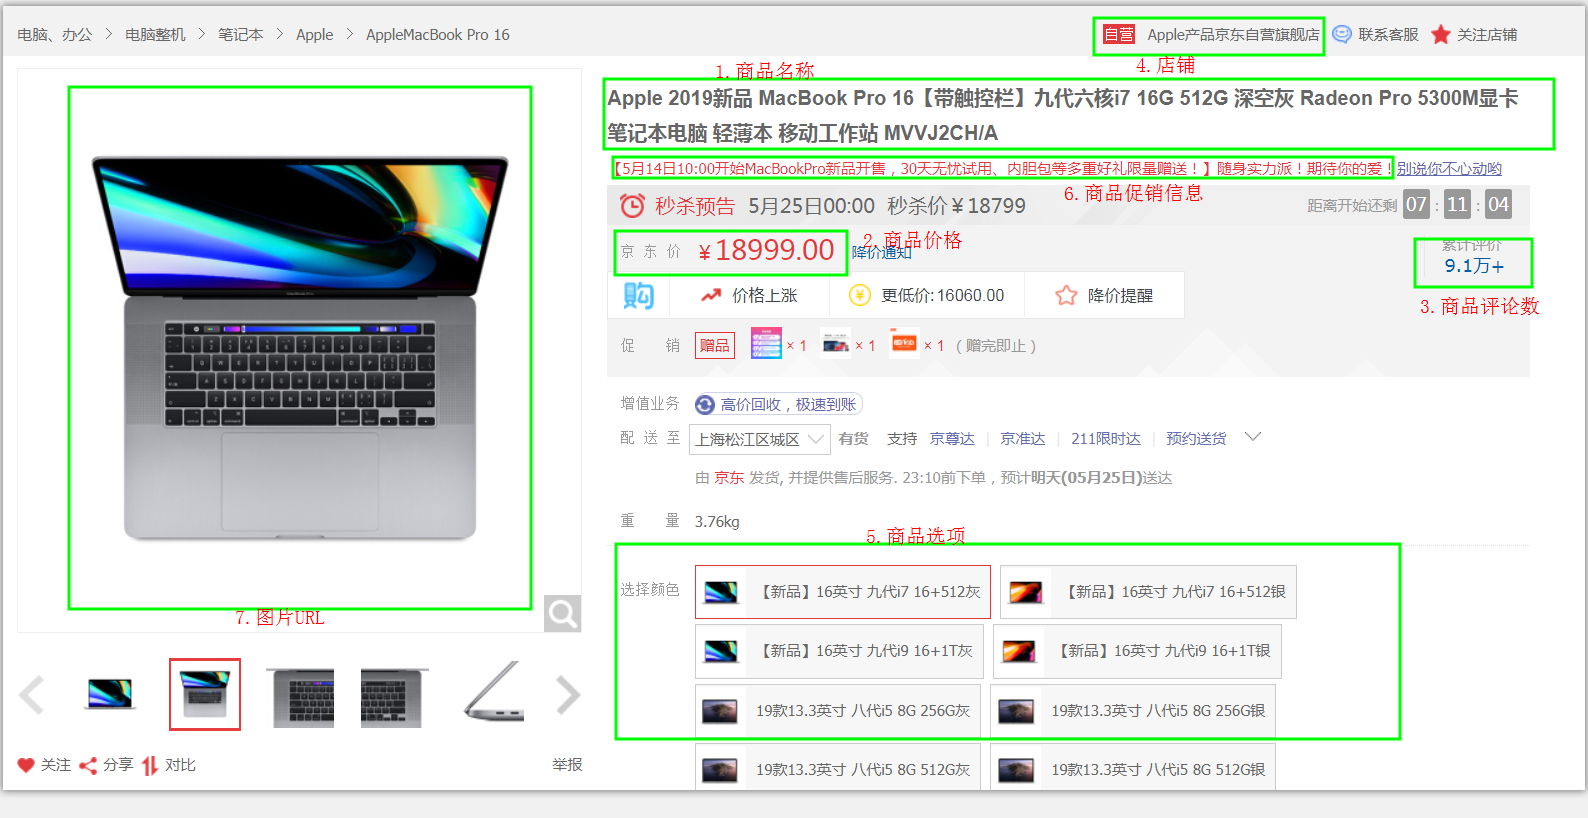 电脑、办公 > 电脑整机 > 笔记本 > Apple > AppleMacBook Pro 16
自营 Apple产品京东自营旗舰店 联系客服 关注店铺
1.商品名称
4.店铺
Apple 2019新品 MacBook Pro 16【带触控栏】九代六核i7 16G 512G 深空灰 Radeon Pro 5300M显卡
笔记本电脑 轻薄本 移动工作站 MVVJ2CH/A
【5月14日10:00开始MacBookPro新品开售，30天无忧试用、内胆包等多重好礼限量赠送！】随身实力派！期待你的爱！别说你不心动哟
6.商品促销信息
秒杀预告 5月25日00:00 秒杀价￥18799 距离开始还剩 07 : 11 : 04
2.商品价格
京东价 ￥18999.00 降价通知
累计评价
9.1万+
购 价格上涨 更低价:16060.00 降价提醒
3.商品评论数
促销 赠品 × 1 × 1 × 1 （赠完即止）
增值业务 高价回收，极速到账
配送至 上海松江区城区 有货 支持 京尊达 | 京准达 | 211限时达 | 预约送货
由 京东 发货, 并提供售后服务. 23:10前下单，预计明天(05月25日)送达
重量 3.76kg
5.商品选项
选择颜色 【新品】16英寸 九代i7 16+512灰 【新品】16英寸 九代i7 16+512银
【新品】16英寸 九代i9 16+1T灰 【新品】16英寸 九代i9 16+1T银
19款13.3英寸 八代i5 8G 256G灰 19款13.3英寸 八代i5 8G 256G银
19款13.3英寸 八代i5 8G 512G灰 19款13.3英寸 八代i5 8G 512G银
7.图片URL
关注 分享 对比 举报